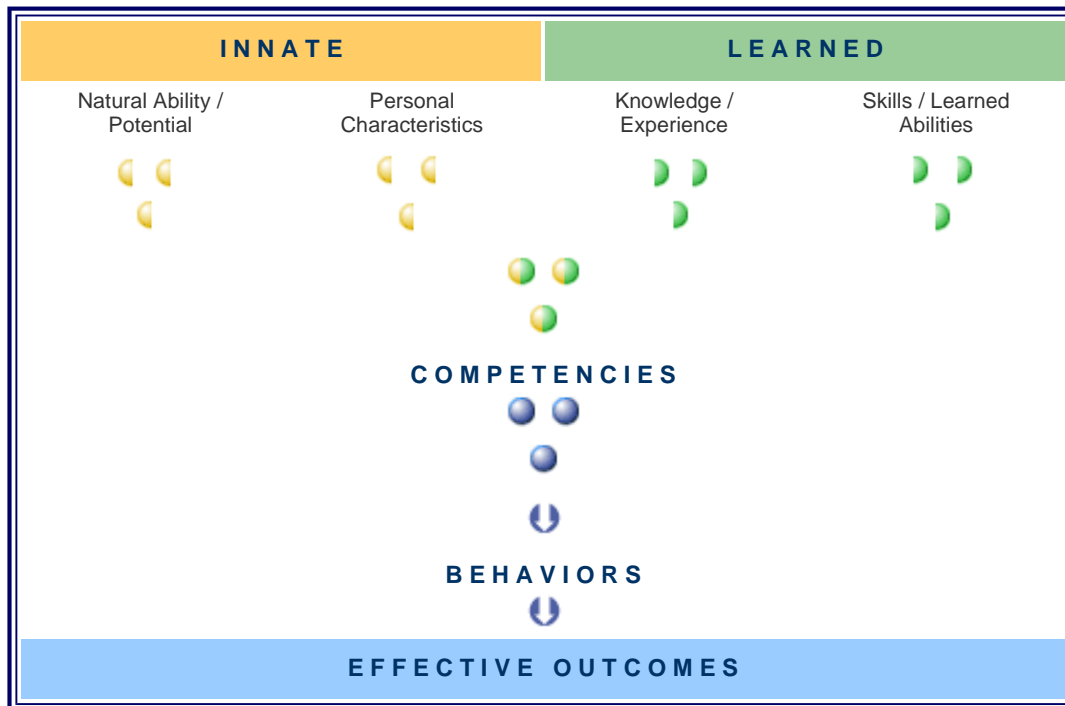 INNATE
LEARNED
Natural Ability /
Potential
Personal
Characteristics
Knowledge /
Experience
Skills / Learned
Abilities
COMPETENCIES
BEHAVIORS
EFFECTIVE OUTCOMES